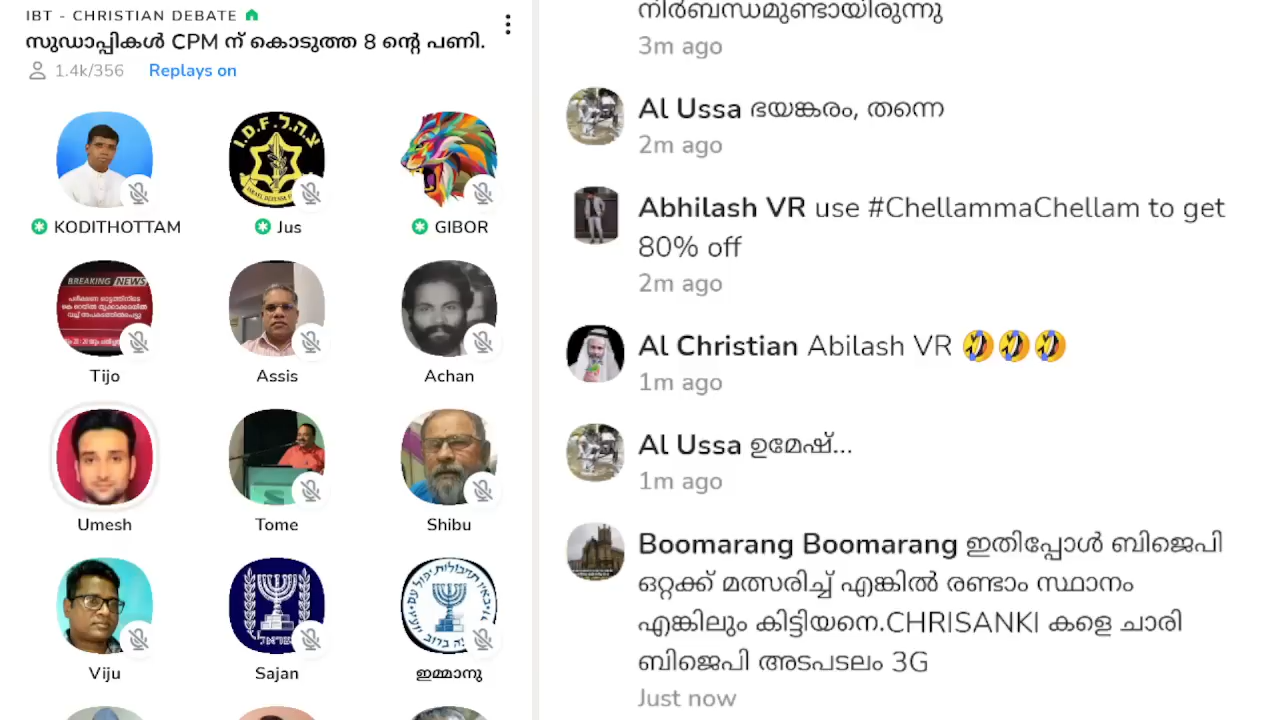 IBT - CHRISTIAN DEBATE
സുഡാപ്പികൾ CPM ന് കൊടുത്ത 8 ന്റെ പണി.
1.4k/356 Replays on
KODITHOTTAM Jus GIBOR
BREAKING NEWS
Tijo Assis Achan
Umesh Tome Shibu
Viju Sajan ഇമ്മാനു
നിർബന്ധമുണ്ടായിരുന്നു
3m ago
Al Ussa ഭയങ്കരം, തന്നെ
2m ago
Abhilash VR use #ChellammaChellam to get
80% off
2m ago
Al Christian Abilash VR 🤣🤣🤣
1m ago
Al Ussa ഉമേഷ്...
1m ago
Boomarang Boomarang ഇതിപ്പോൾ ബിജെപി
ഒറ്റക്ക് മത്സരിച്ച് എങ്കിൽ രണ്ടാം സ്ഥാനം
എങ്കിലും കിട്ടിയനെ.CHRISANKI കളെ ചാരി
ബിജെപി അടപടലം 3G
Just now